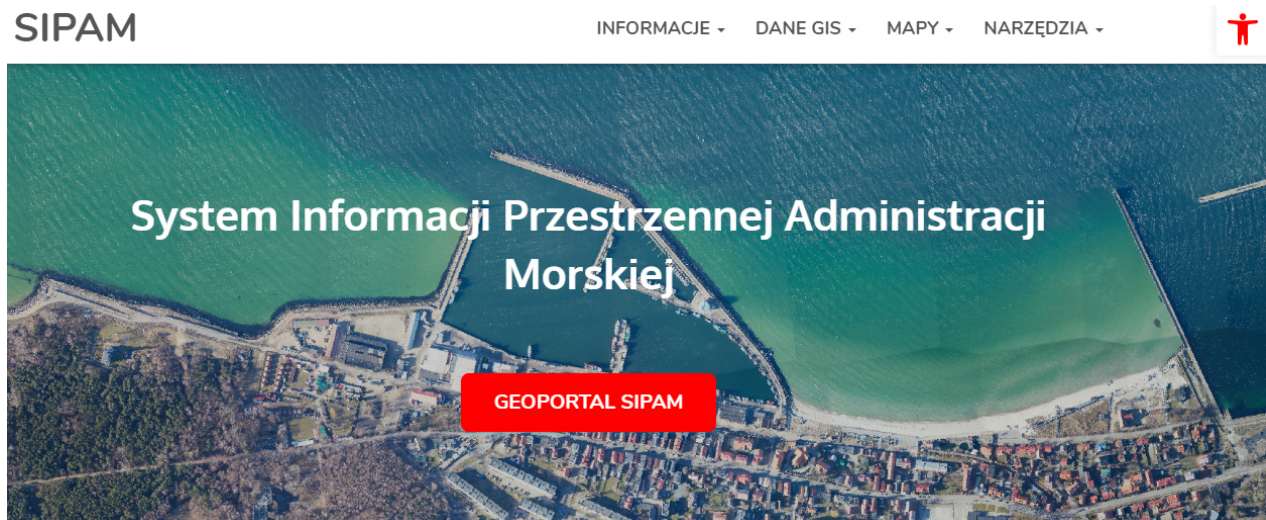 SIPAM
INFORMACJE
DANE GIS
MAPY
NARZĘDZIA
System Informacji Przestrzennej Administracji
Morskiej
GEOPORTAL SIPAM